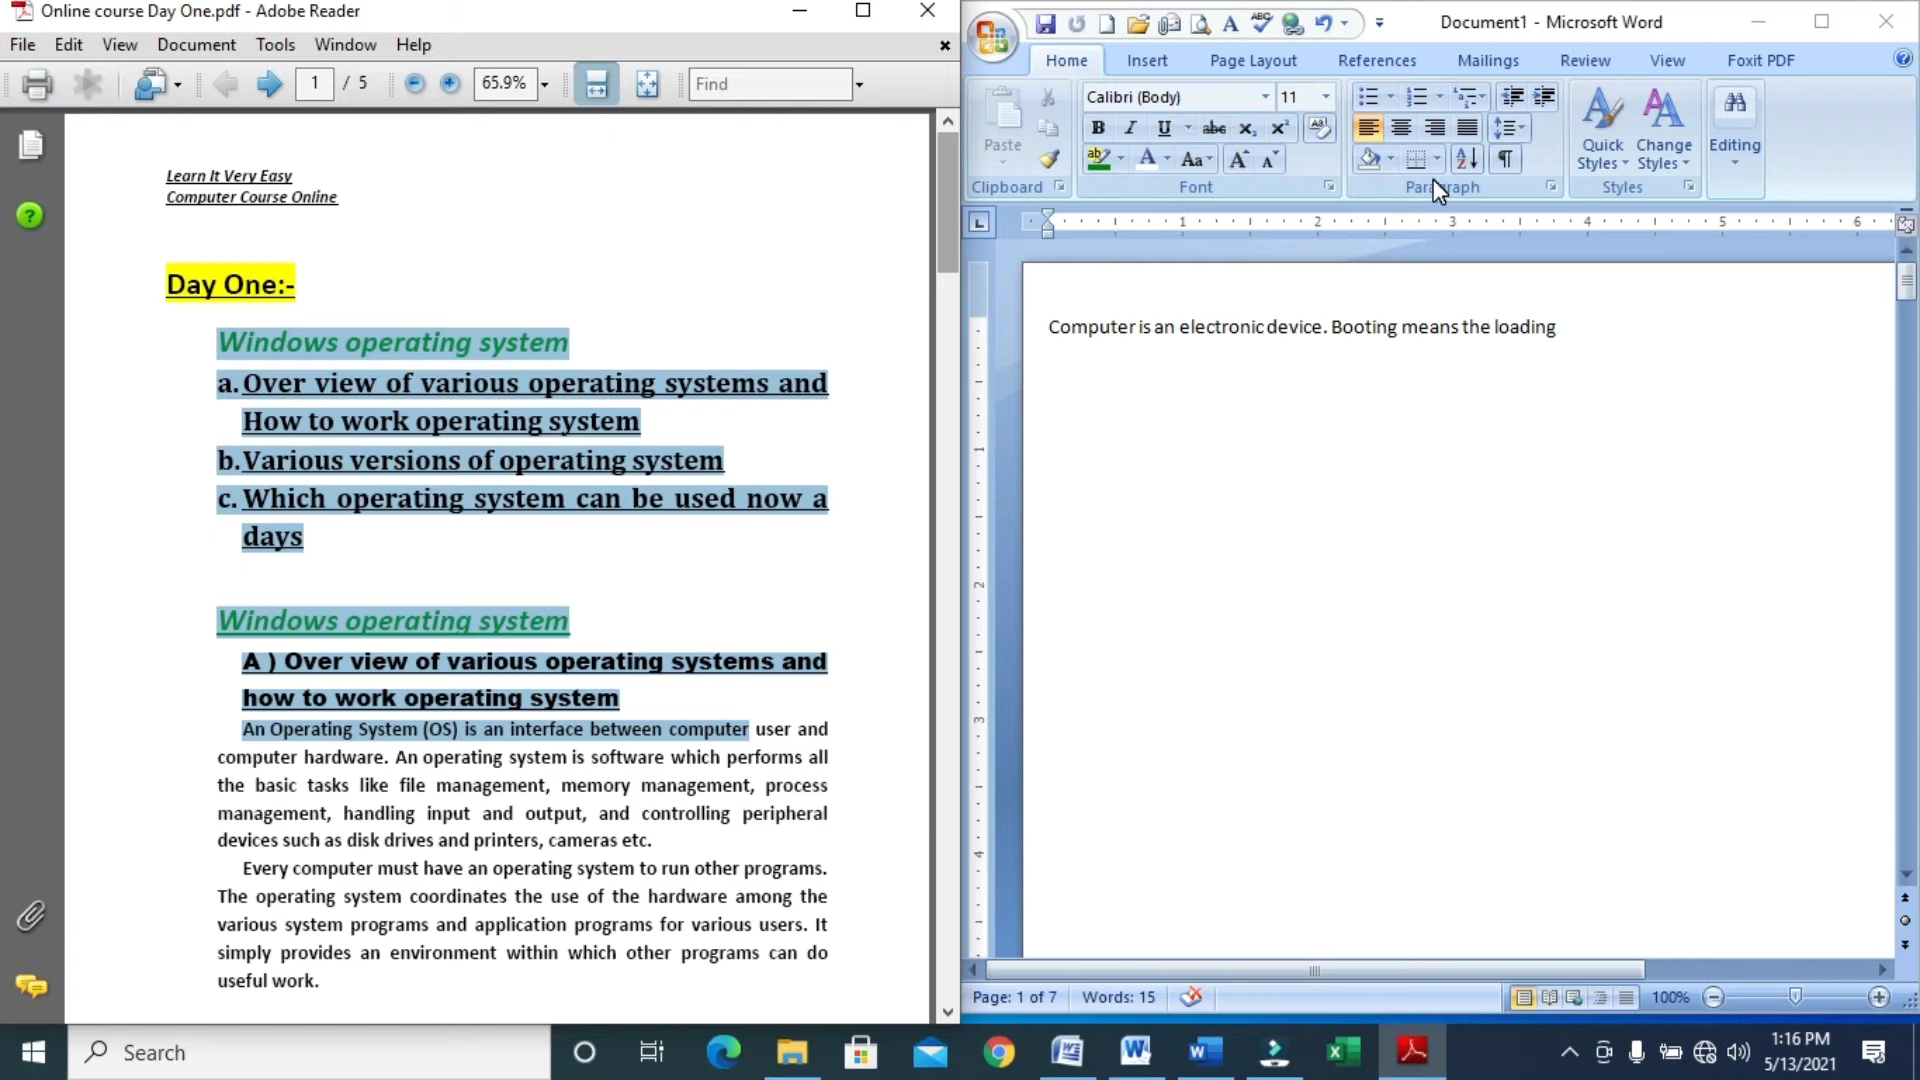 Online course Day One.pdf - Adobe Reader
File Edit View Document Tools Window Help
1 / 5 65.9% Find
Learn It Very Easy
Computer Course Online
Day One:-
Windows operating system
a. Over view of various operating systems and
How to work operating system
b. Various versions of operating system
c. Which operating system can be used now a
days
Windows operating system
A ) Over view of various operating systems and
how to work operating system
An Operating System (OS) is an interface between computer user and
computer hardware. An operating system is software which performs all
the basic tasks like file management, memory management, process
management, handling input and output, and controlling peripheral
devices such as disk drives and printers, cameras etc.
Every computer must have an operating system to run other programs.
The operating system coordinates the use of the hardware among the
various system programs and application programs for various users. It
simply provides an environment within which other programs can do
useful work.
Document1 - Microsoft Word
Home Insert Page Layout References Mailings Review View Foxit PDF
Calibri (Body) 11
Paste
Quick Styles
Change Styles
Editing
Clipboard Font Paragraph Styles
1 2 3 4 5 6
Computer is an electronic device. Booting means the loading
1
2
3
4
Page: 1 of 7 Words: 15 100%
Search
1:16 PM
5/13/2021